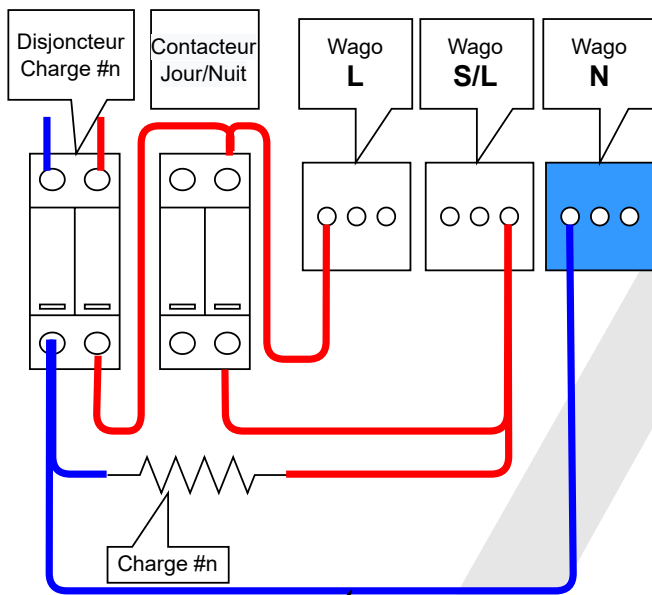 Disjoncteur
Charge #n
Contacteur
Jour/Nuit
Wago
L
Wago
S/L
Wago
N
Charge #n